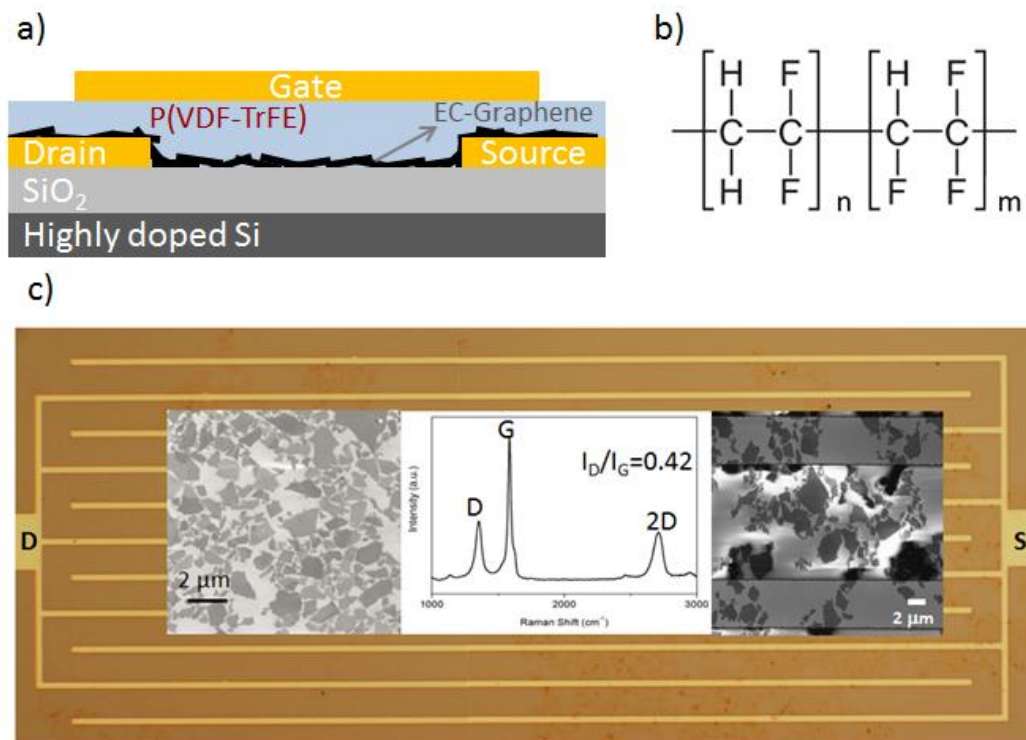 a)
Gate
P(VDF-TrFE)
EC-Graphene
Drain
Source
SiO₂
Highly doped Si
b)
H F H F
C C C C
H F F F
n m
c)
D
S
2 µm
Intensity (a.u.)
D
G
2D
I_D/I_G=0.42
1000 2000 3000
Raman Shift (cm⁻¹)
2 µm